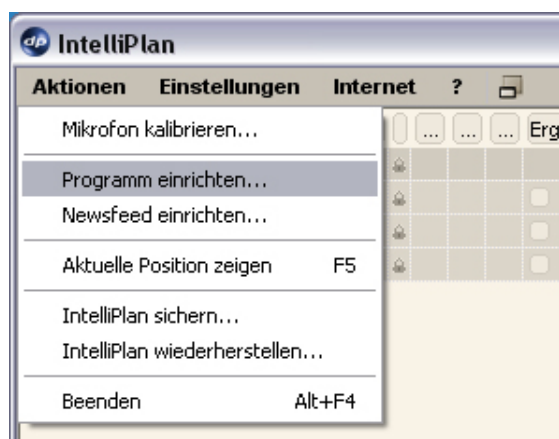 dp IntelliPlan
Aktionen Einstellungen Internet ?
... ... ... Erg
Mikrofon kalibrieren...
Programm einrichten...
Newsfeed einrichten...
Aktuelle Position zeigen F5
IntelliPlan sichern...
IntelliPlan wiederherstellen...
Beenden Alt+F4